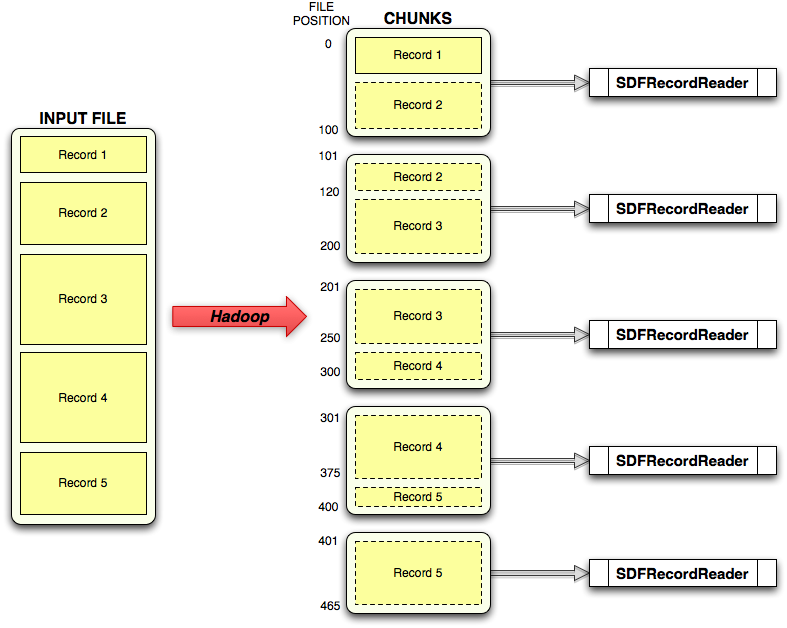 INPUT FILE
Record 1
Record 2
Record 3
Record 4
Record 5
Hadoop
FILE
POSITION
CHUNKS
0
Record 1
Record 2
100
SDFRecordReader
101
Record 2
120
Record 3
200
SDFRecordReader
201
Record 3
250
Record 4
300
SDFRecordReader
301
Record 4
375
Record 5
400
SDFRecordReader
401
Record 5
465
SDFRecordReader